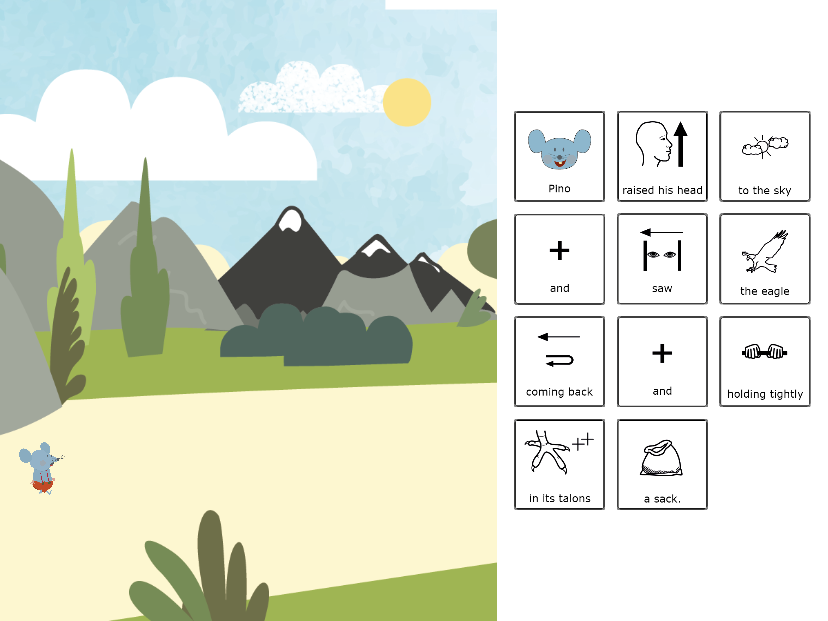 Pino raised his head to the sky
and saw the eagle
coming back and holding tightly
in its talons a sack.